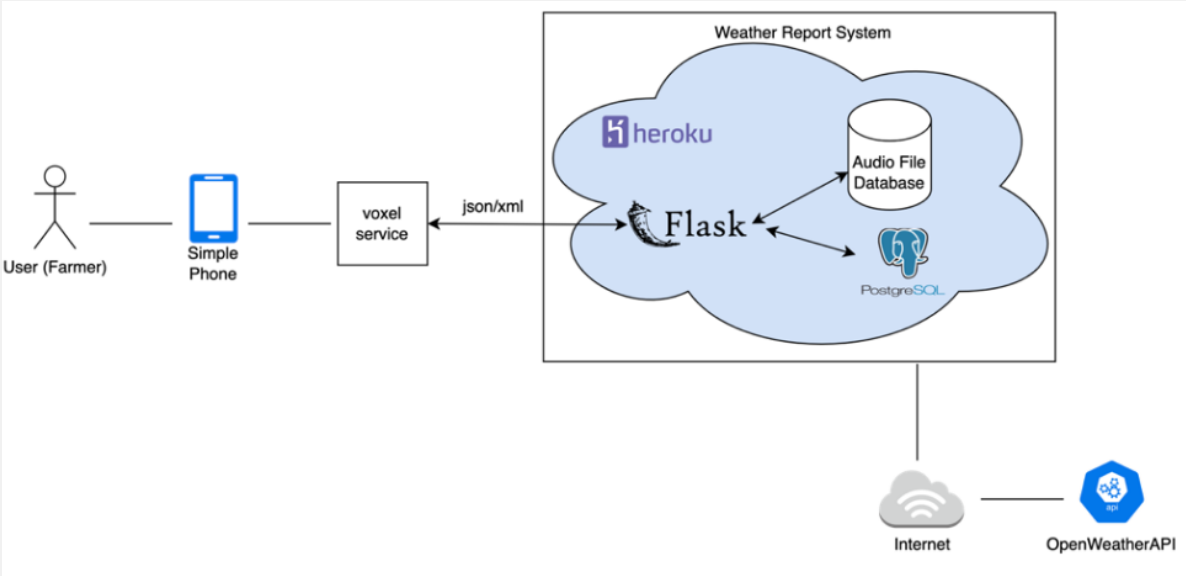 Weather Report System
heroku
Audio File
Database
json/xml
voxel
service
Flask
Simple
Phone
User (Farmer)
PostgreSQL
api
Internet
OpenWeatherAPI